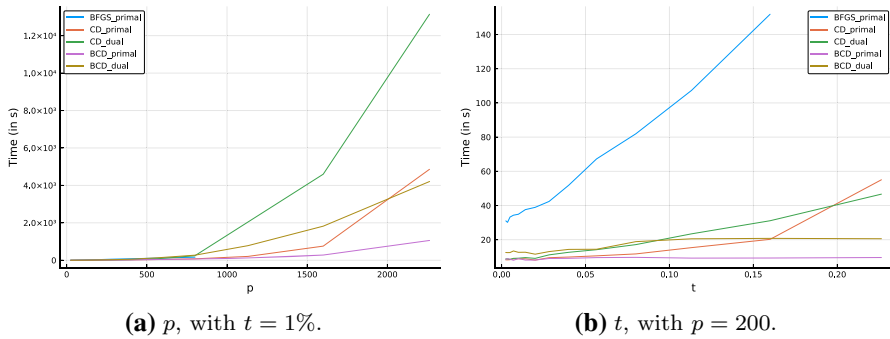 BFGS_primal
CD_primal
CD_dual
BCD_primal
BCD_dual
1,2×10⁴
1,0×10⁴
8,0×10³
6,0×10³
4,0×10³
2,0×10³
0
Time (in s)
0 500 1000 1500 2000
p
(a) p, with t = 1%.
BFGS_primal
CD_primal
CD_dual
BCD_primal
BCD_dual
140
120
100
80
60
40
20
Time (in s)
0,00 0,05 0,10 0,15 0,20
t
(b) t, with p = 200.